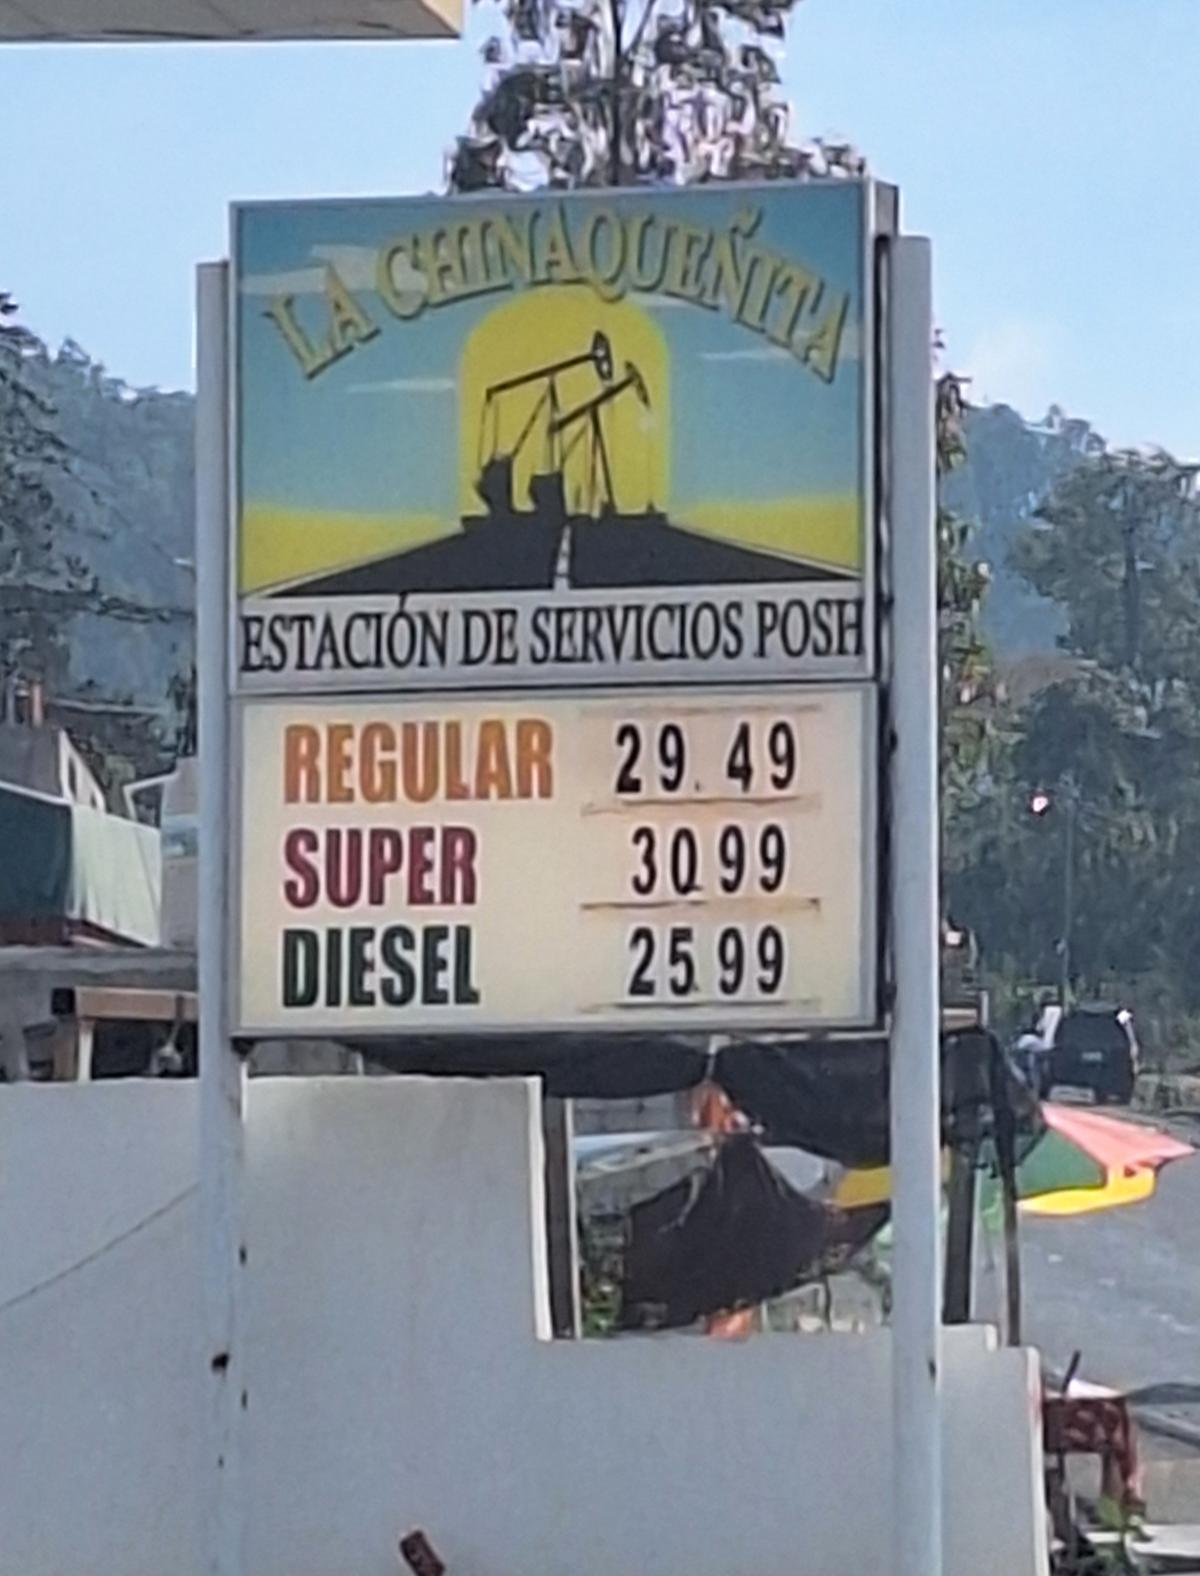 LA CHINAQUEÑITA
ESTACIÓN DE SERVICIOS POSH
REGULAR 29.49
SUPER 30.99
DIESEL 25.99